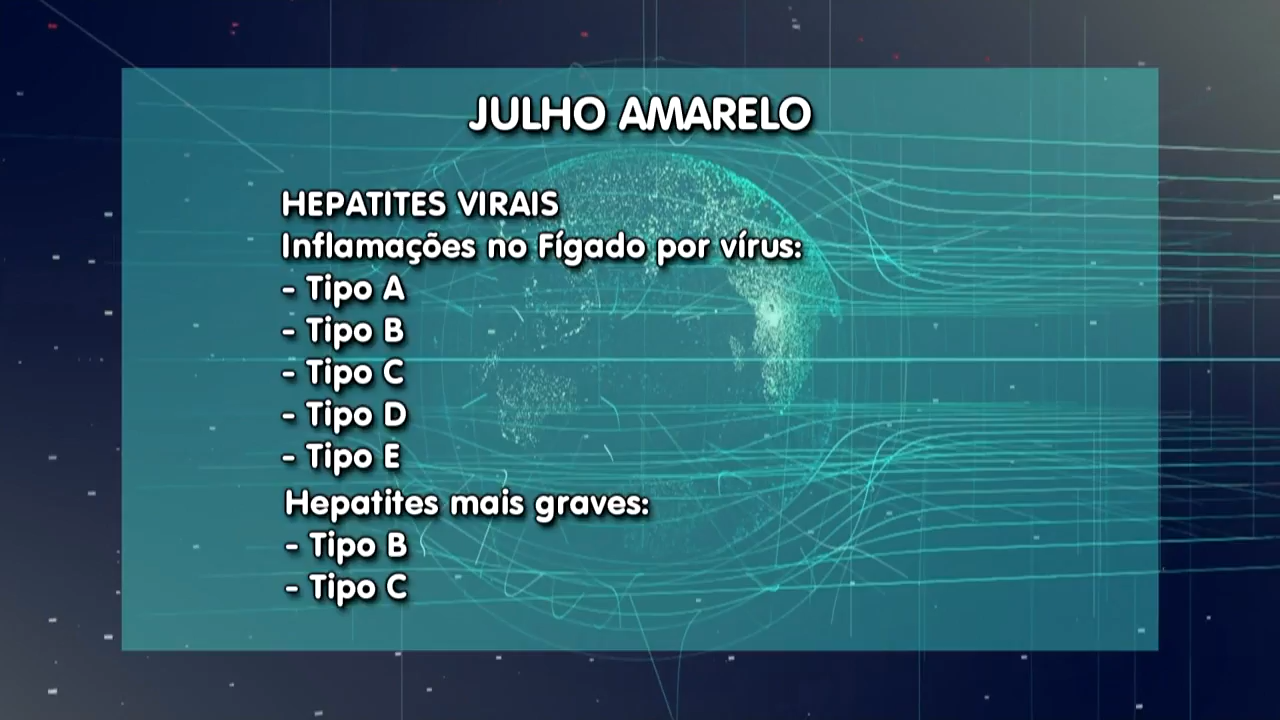 JULHO AMARELO
HEPATITES VIRAIS
Inflamações no Fígado por vírus:
- Tipo A
- Tipo B
- Tipo C
- Tipo D
- Tipo E
Hepatites mais graves:
- Tipo B
- Tipo C